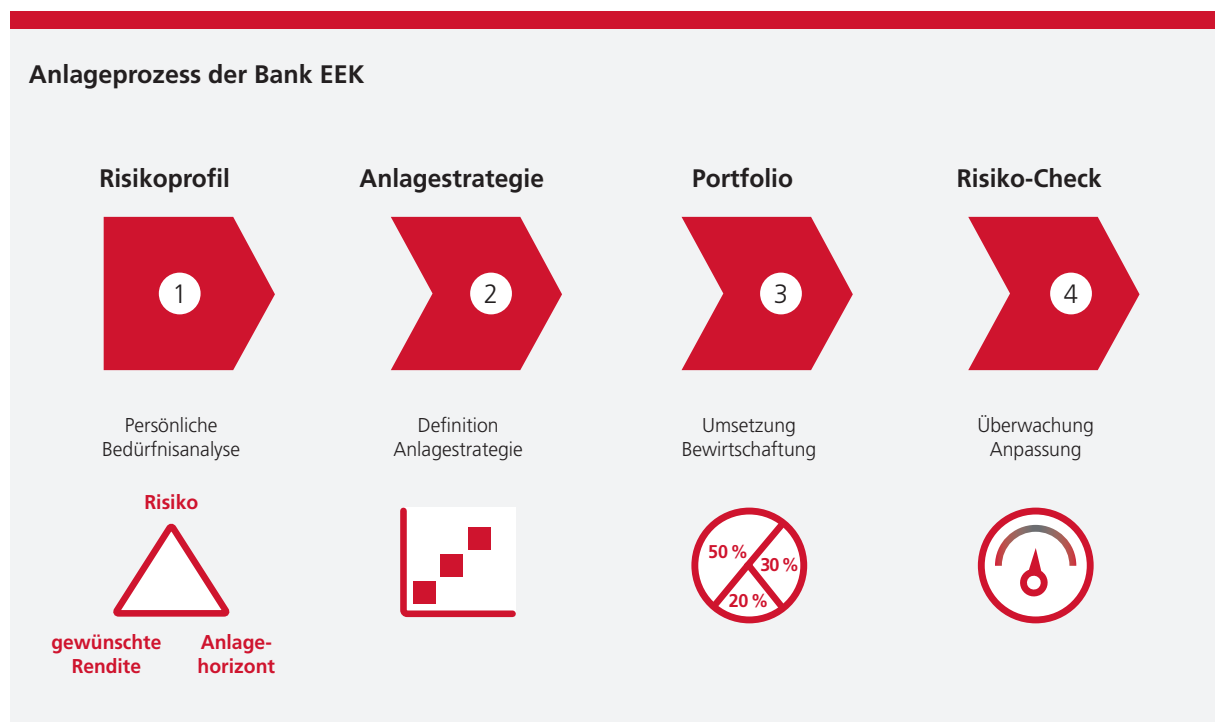 Anlageprozess der Bank EEK
Risikoprofil
Anlagestrategie
Portfolio
Risiko-Check
1
2
3
4
Persönliche
Bedürfnisanalyse
Definition
Anlagestrategie
Umsetzung
Bewirtschaftung
Überwachung
Anpassung
Risiko
gewünschte
Rendite
Anlage-
horizont
50 %
30 %
20 %